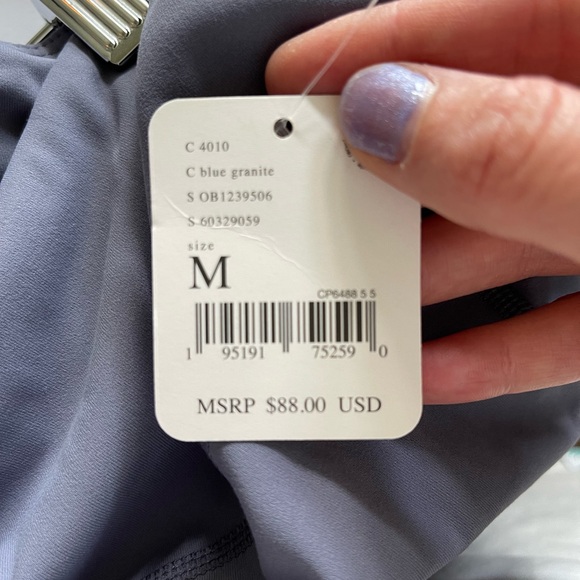 C 4010
C blue granite
S OB1239506
S 60329059
size
M
CP6488 5 5
1 95191 75259 0
MSRP $88.00 USD